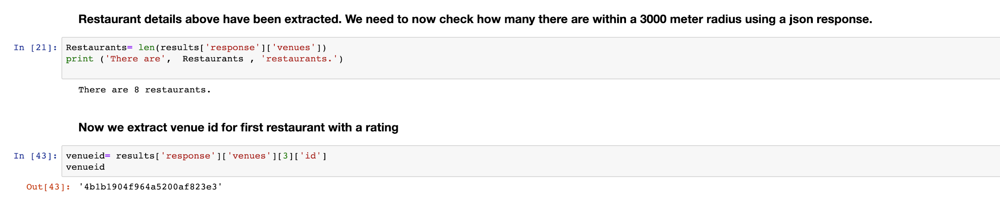 Restaurant details above have been extracted. We need to now check how many there are within a 3000 meter radius using a json response.
In [21]: Restaurants= len(results['response']['venues'])
print ('There are',  Restaurants , 'restaurants.')
There are 8 restaurants.
Now we extract venue id for first restaurant with a rating
In [43]: venueid= results['response']['venues'][3]['id']
venueid
Out[43]: '4b1b1904f964a5200af823e3'